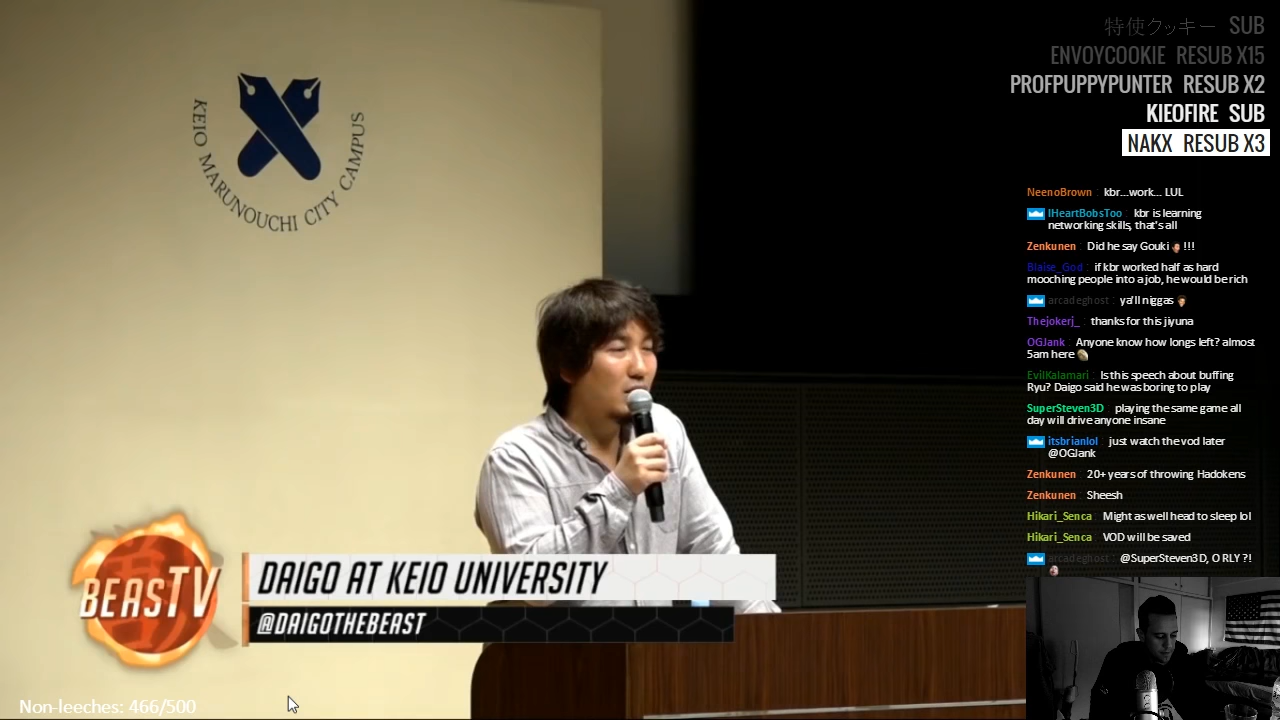 KEIO MARUNOUCHI CITY CAMPUS
BEASTV
DAIGO AT KEIO UNIVERSITY
@DAIGOTHEBEAST
Non-leeches: 466/500
特使クッキー SUB
ENVOYCOOKIE RESUB X15
PROFPUPPYPUNTER RESUB X2
KIEOFIRE SUB
NAKX RESUB X3
NeenoBrown : kbr...work... LUL
IHeartBobsToo : kbr is learning
networking skills, that's all
Zenkunen : Did he say Gouki !!!
Blaise_God : if kbr worked half as hard
mooching people into a job, he would be rich
arcadeghost : ya'll niggas
Thejokerj_ : thanks for this jiyuna
OGJank : Anyone know how longs left? almost
5am here
EvilKalamari : Is this speech about buffing
Ryu? Daigo said he was boring to play
SuperSteven3D : playing the same game all
day will drive anyone insane
itsbrianlol : just watch the vod later
@OGJank
Zenkunen : 20+ years of throwing Hadokens
Zenkunen : Sheesh
Hikari_Senca : Might as well head to sleep lol
Hikari_Senca : VOD will be saved
arcadeghost : @SuperSteven3D, O RLY ?!